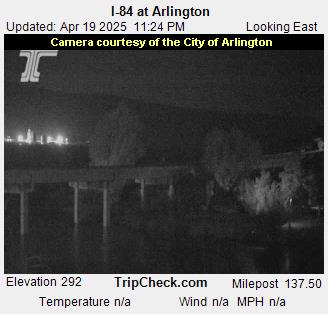 I-84 at Arlington
Updated: Apr 19 2025 11:24 PM Looking East
Camera courtesy of the City of Arlington
Elevation 292 TripCheck.com Milepost 137.50
Temperature n/a Wind n/a MPH n/a